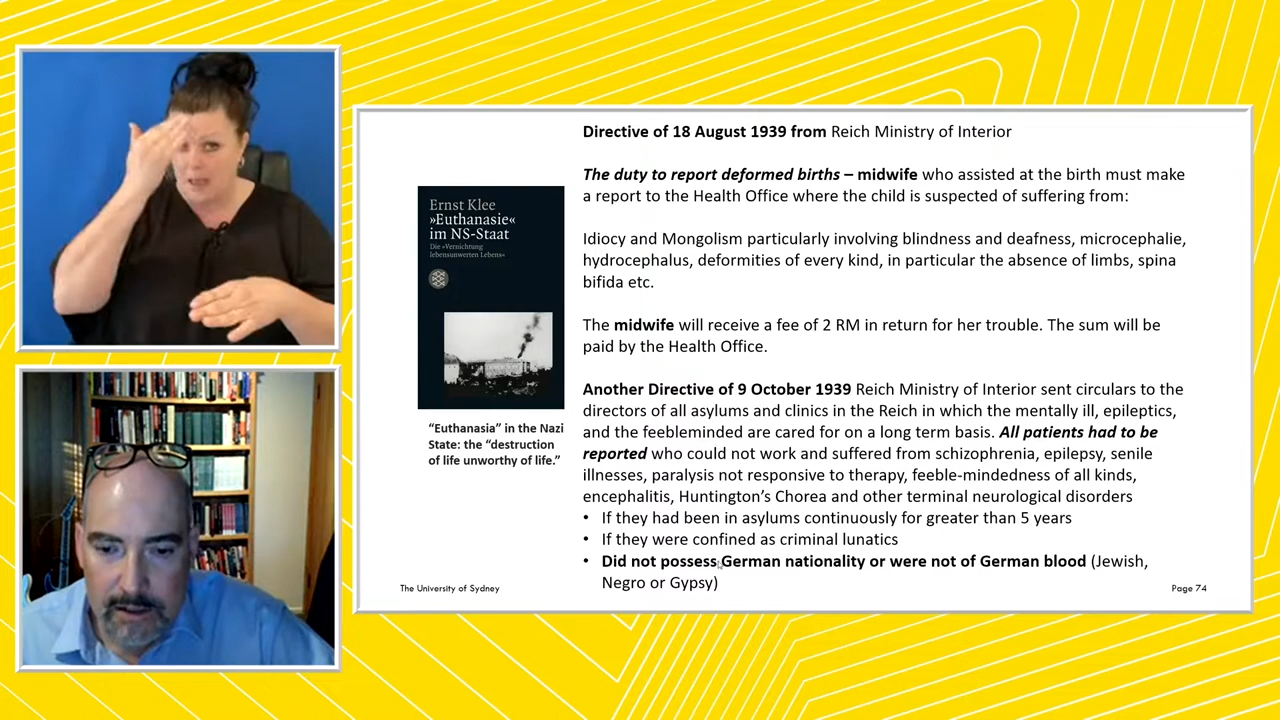 Directive of 18 August 1939 from Reich Ministry of Interior
The duty to report deformed births – midwife who assisted at the birth must make
a report to the Health Office where the child is suspected of suffering from:
Idiocy and Mongolism particularly involving blindness and deafness, microcephalie,
hydrocephalus, deformities of every kind, in particular the absence of limbs, spina
bifida etc.
The midwife will receive a fee of 2 RM in return for her trouble. The sum will be
paid by the Health Office.
Another Directive of 9 October 1939 Reich Ministry of Interior sent circulars to the
directors of all asylums and clinics in the Reich in which the mentally ill, epileptics,
and the feebleminded are cared for on a long term basis. All patients had to be
reported who could not work and suffered from schizophrenia, epilepsy, senile
illnesses, paralysis not responsive to therapy, feeble-mindedness of all kinds,
encephalitis, Huntington's Chorea and other terminal neurological disorders
• If they had been in asylums continuously for greater than 5 years
• If they were confined as criminal lunatics
• Did not possess German nationality or were not of German blood (Jewish,
Negro or Gypsy)
Ernst Klee
»Euthanasie«
im NS-Staat
Die »Vernichtung
lebensunwerten Lebens«
“Euthanasia” in the Nazi
State: the “destruction
of life unworthy of life.”
The University of Sydney
Page 74